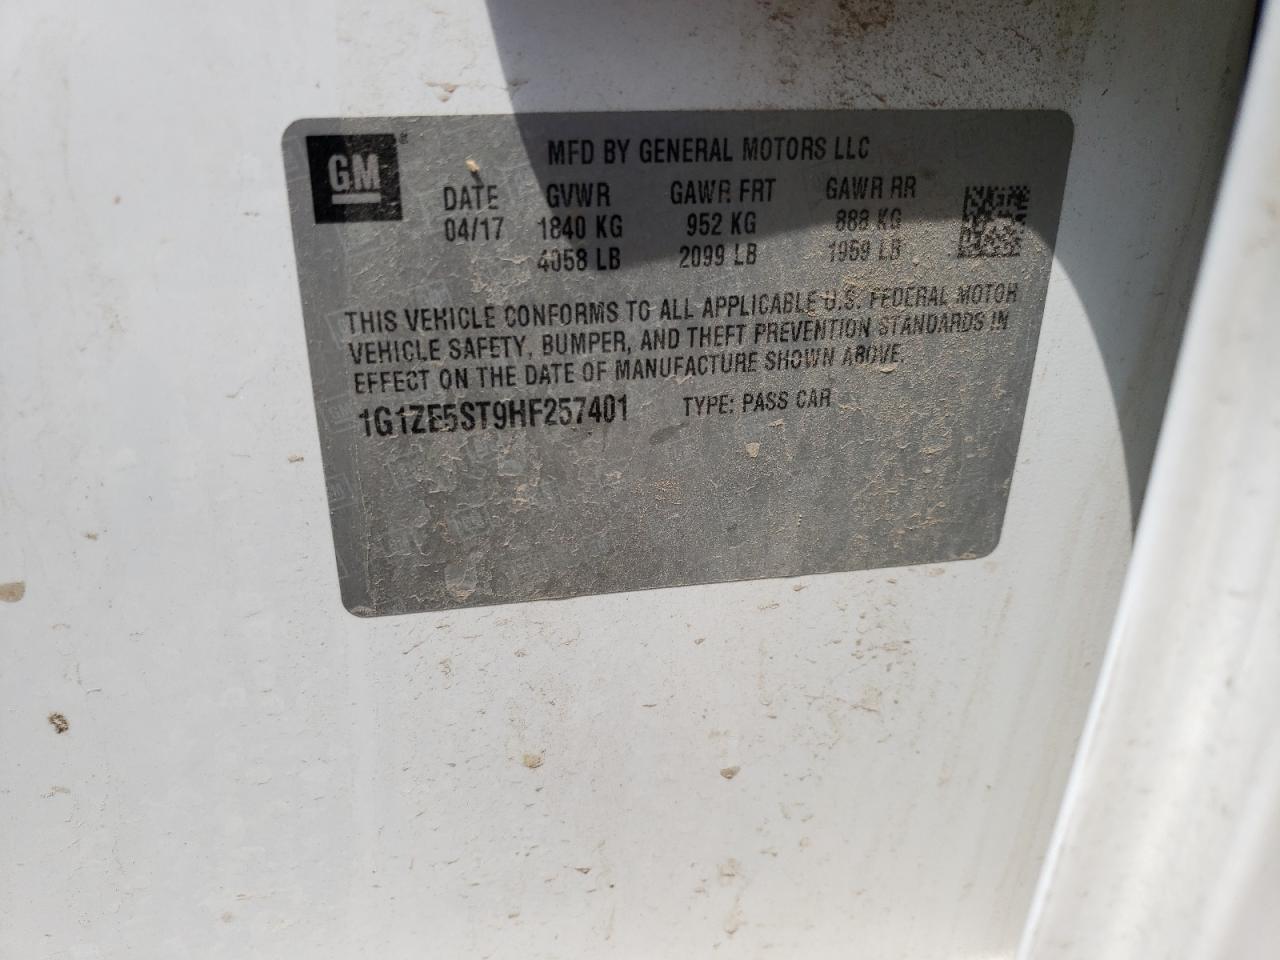 GM
MFD BY GENERAL MOTORS LLC
DATE GVWR GAWR FRT GAWR RR
04/17 1840 KG 952 KG 888 KG
4058 LB 2099 LB 1959 LB
THIS VEHICLE CONFORMS TO ALL APPLICABLE U.S. FEDERAL MOTOR
VEHICLE SAFETY, BUMPER, AND THEFT PREVENTION STANDARDS IN
EFFECT ON THE DATE OF MANUFACTURE SHOWN ABOVE.
1G1ZE5ST9HF257401 TYPE: PASS CAR